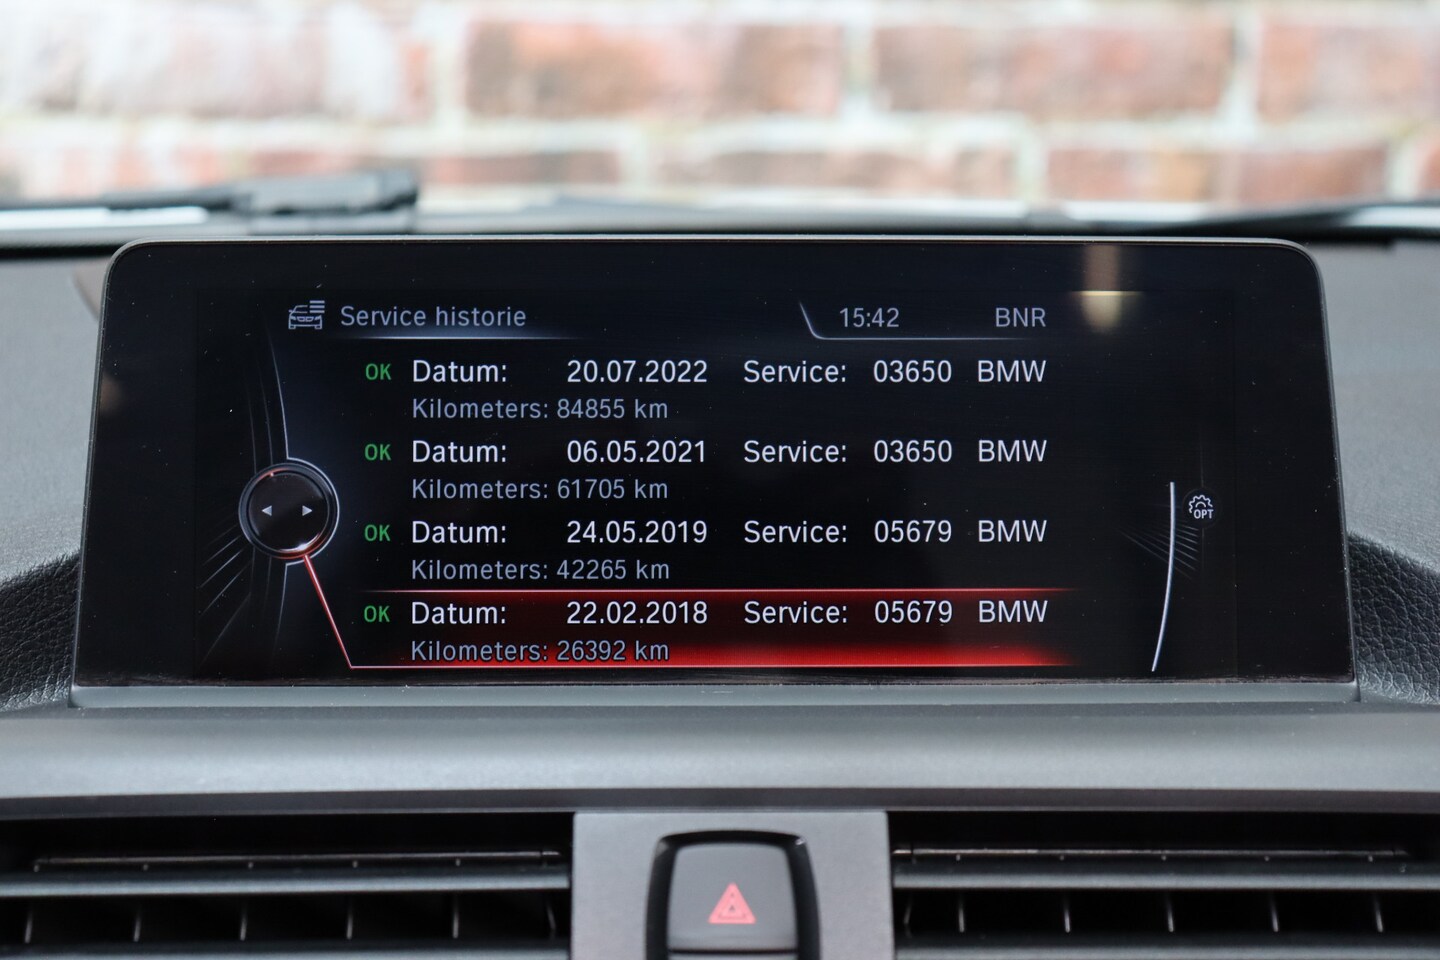 Service historie 15:42 BNR
OK Datum: 20.07.2022 Service: 03650 BMW
Kilometers: 84855 km
OK Datum: 06.05.2021 Service: 03650 BMW
Kilometers: 61705 km
OK Datum: 24.05.2019 Service: 05679 BMW
Kilometers: 42265 km
OPT
OK Datum: 22.02.2018 Service: 05679 BMW
Kilometers: 26392 km